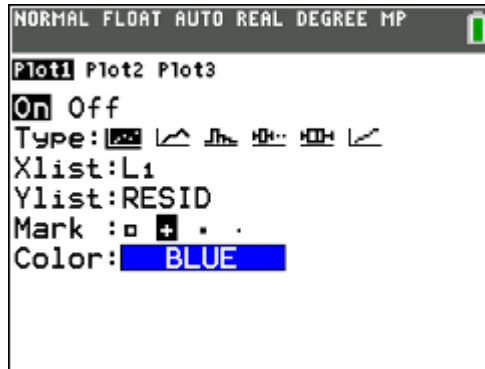 NORMAL FLOAT AUTO REAL DEGREE MP
Plot1 Plot2 Plot3
On Off
Type:
Xlist:L₁
Ylist:RESID
Mark :
Color: BLUE